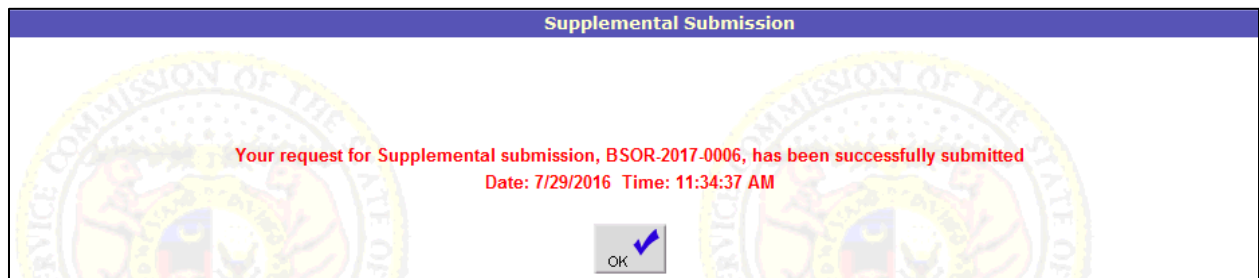 Supplemental Submission
Your request for Supplemental submission, BSOR-2017-0006, has been successfully submitted
Date: 7/29/2016 Time: 11:34:37 AM
OK